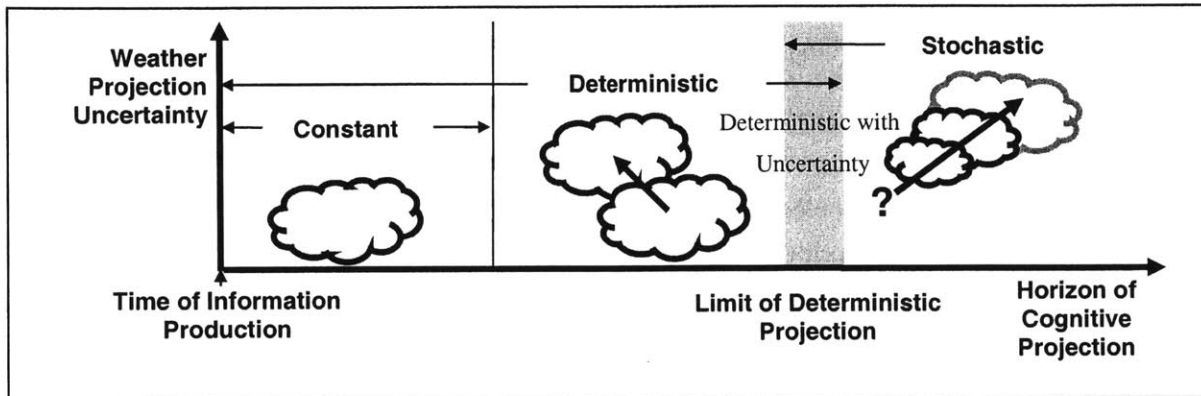 Weather
Projection
Uncertainty
Stochastic
Deterministic
Constant
Deterministic with
Uncertainty
?
Time of Information
Production
Limit of Deterministic
Projection
Horizon of
Cognitive
Projection